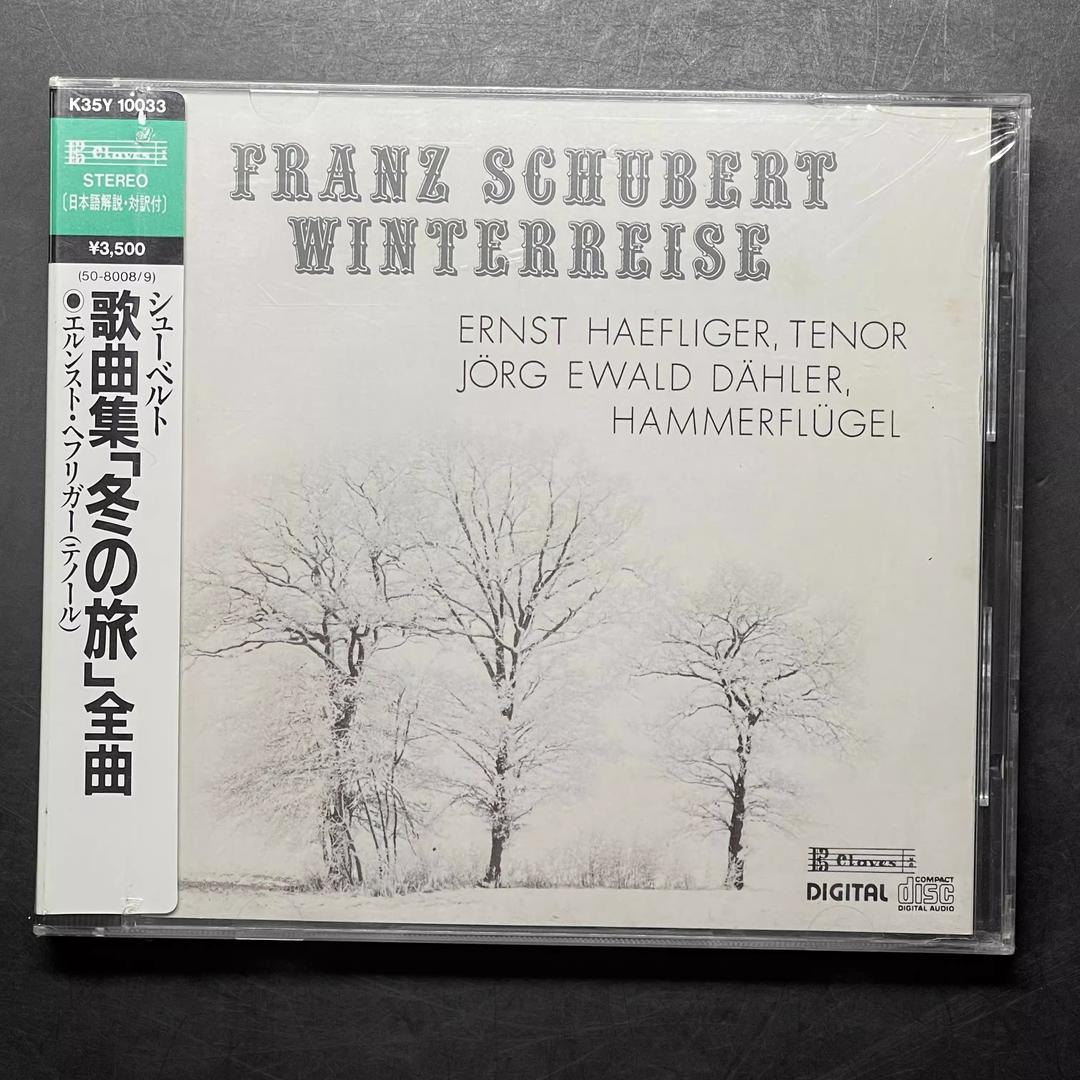 K35Y 10033
Claves
STEREO
〔日本語解説・対訳付〕
¥3,500
(50-8008/9)
シューベルト
歌曲集「冬の旅」全曲
●エルンスト・ヘフリガー(テノール)
FRANZ SCHUBERT
WINTERREISE
ERNST HAEFLIGER, TENOR
JÖRG EWALD DÄHLER,
HAMMERFLÜGEL
Claves
DIGITAL
COMPACT
disc
DIGITAL AUDIO